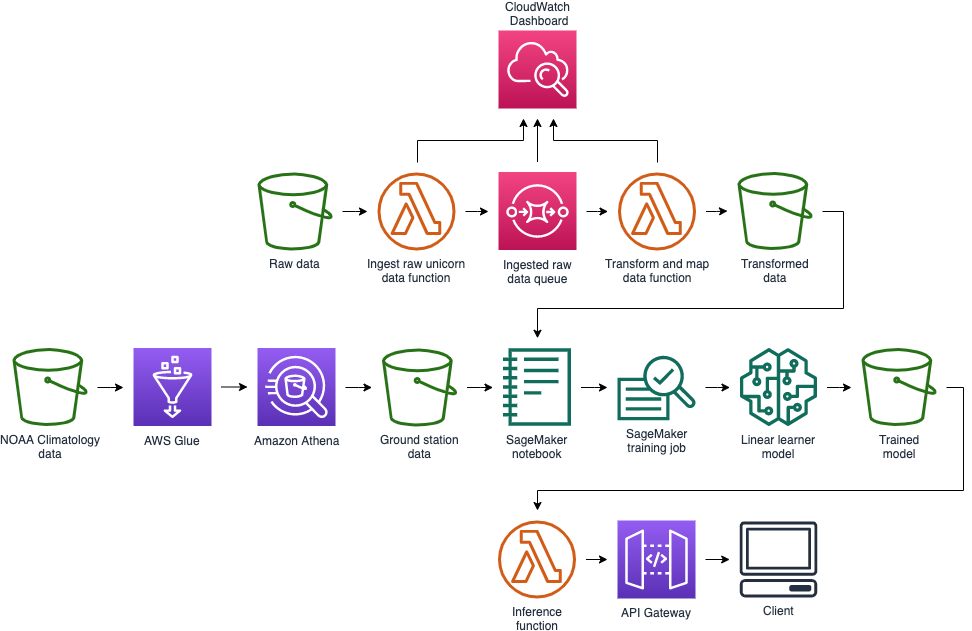 CloudWatch
Dashboard
Raw data
Ingest raw unicorn
data function
Ingested raw
data queue
Transform and map
data function
Transformed
data
NOAA Climatology
data
AWS Glue
Amazon Athena
Ground station
data
SageMaker
notebook
SageMaker
training job
Linear learner
model
Trained
model
</>
Inference
function
API Gateway
Client